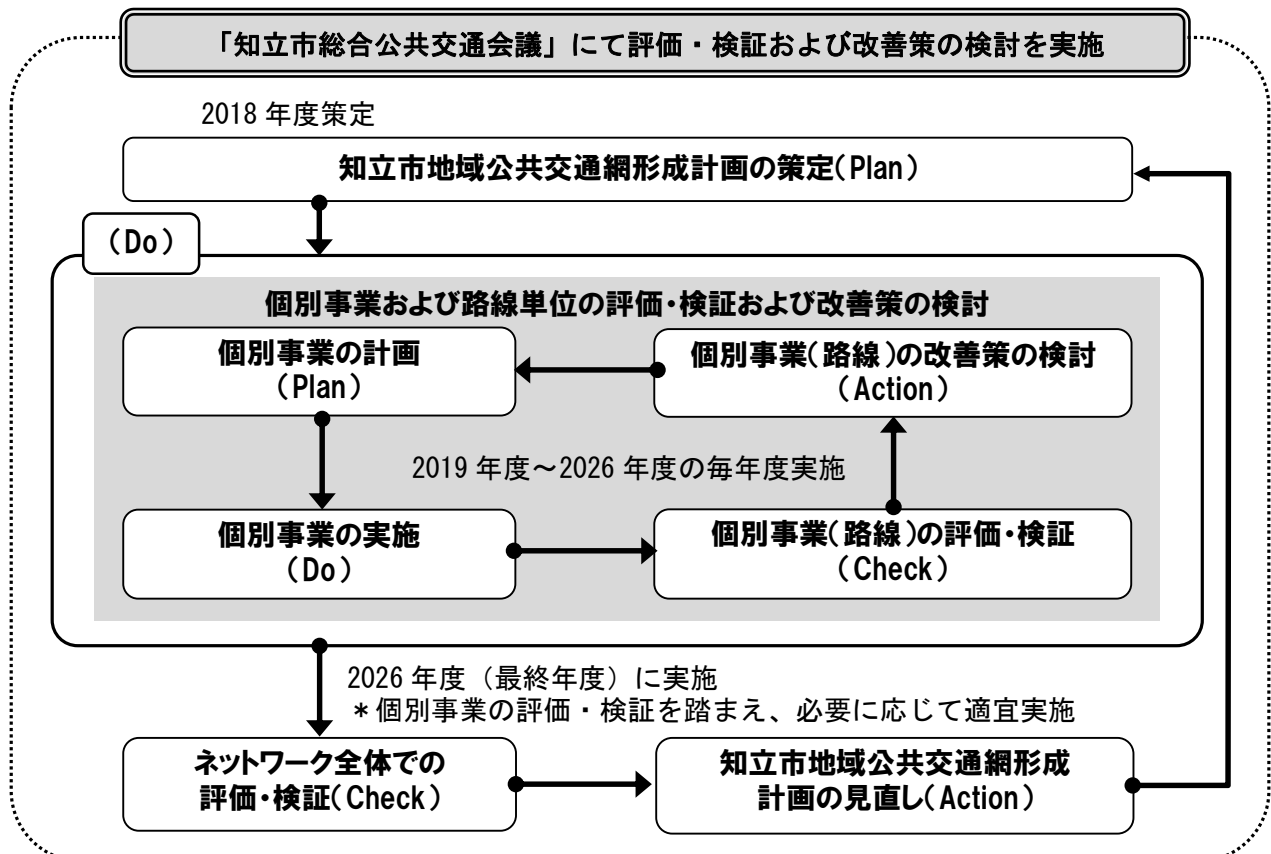 「知立市総合公共交通会議」にて評価・検証および改善策の検討を実施
2018 年度策定
知立市地域公共交通網形成計画の策定(Plan)
(Do)
個別事業および路線単位の評価・検証および改善策の検討
個別事業の計画
(Plan)
個別事業(路線)の改善策の検討
(Action)
2019 年度～2026 年度の毎年度実施
個別事業の実施
(Do)
個別事業(路線)の評価・検証
(Check)
2026 年度（最終年度）に実施
＊個別事業の評価・検証を踏まえ、必要に応じて適宜実施
ネットワーク全体での
評価・検証(Check)
知立市地域公共交通網形成
計画の見直し(Action)